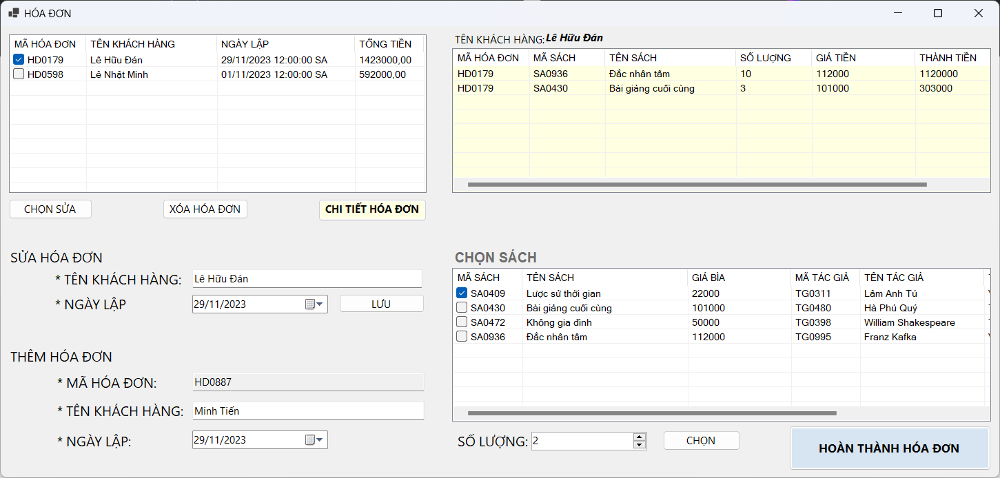 HÓA ĐƠN
MÃ HÓA ĐƠN TÊN KHÁCH HÀNG NGÀY LẬP TỔNG TIỀN
HD0179 Lê Hữu Đán 29/11/2023 12:00:00 SA 1423000,00
HD0598 Lê Nhật Minh 01/11/2023 12:00:00 SA 592000,00
CHỌN SỬA XÓA HÓA ĐƠN CHI TIẾT HÓA ĐƠN
TÊN KHÁCH HÀNG: Lê Hữu Đán
MÃ HÓA ĐƠN MÃ SÁCH TÊN SÁCH SỐ LƯỢNG GIÁ TIỀN THÀNH TIỀN
HD0179 SA0936 Đắc nhân tâm 10 112000 1120000
HD0179 SA0430 Bài giảng cuối cùng 3 101000 303000
SỬA HÓA ĐƠN
* TÊN KHÁCH HÀNG: Lê Hữu Đán
* NGÀY LẬP 29/11/2023 LƯU
THÊM HÓA ĐƠN
* MÃ HÓA ĐƠN: HD0887
* TÊN KHÁCH HÀNG: Minh Tiến
* NGÀY LẬP: 29/11/2023
CHỌN SÁCH
MÃ SÁCH TÊN SÁCH GIÁ BÌA MÃ TÁC GIẢ TÊN TÁC GIẢ
SA0409 Lược sử thời gian 22000 TG0311 Lâm Anh Tú
SA0430 Bài giảng cuối cùng 101000 TG0480 Hà Phú Quý
SA0472 Không gia đình 50000 TG0398 William Shakespeare
SA0936 Đắc nhân tâm 112000 TG0995 Franz Kafka
SỐ LƯỢNG: 2 CHỌN
HOÀN THÀNH HÓA ĐƠN